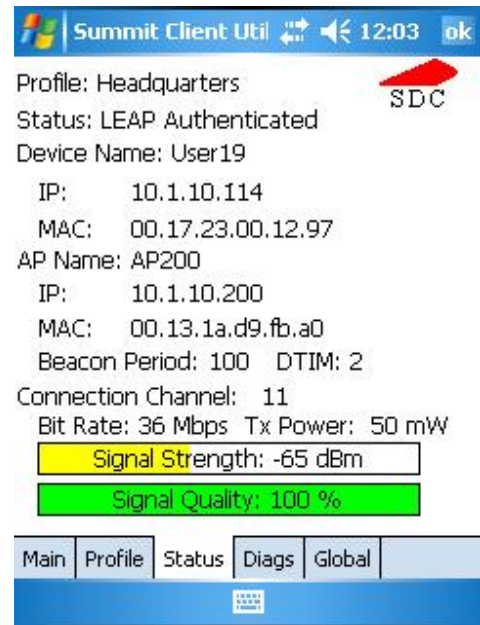 Summit Client Util 12:03 ok
Profile: Headquarters
SDC
Status: LEAP Authenticated
Device Name: User19
IP: 10.1.10.114
MAC: 00.17.23.00.12.97
AP Name: AP200
IP: 10.1.10.200
MAC: 00.13.1a.d9.fb.a0
Beacon Period: 100 DTIM: 2
Connection Channel: 11
Bit Rate: 36 Mbps Tx Power: 50 mW
Signal Strength: -65 dBm
Signal Quality: 100 %
Main Profile Status Diags Global